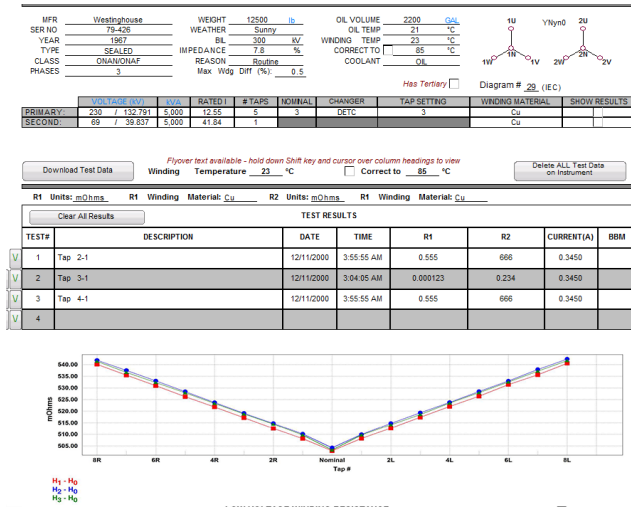 MFR Westinghouse WEIGHT 12500 lb OIL VOLUME 2200 GAL 1U YNyn0 2U
SER NO 79-426 WEATHER Sunny OIL TEMP 21 °C
YEAR 1967 BIL 300 kV WINDING TEMP 23 °C
TYPE SEALED IMPEDANCE 7.8 % CORRECT TO 85 °C 1N 2N
CLASS ONAN/ONAF REASON Routine COOLANT OIL 1W 1V 2W 2V
PHASES 3 Max Wdg Diff (%): 0.5
Has Tertiary Diagram # 29 (IEC)
VOLTAGE (kV) kVA RATED I # TAPS NOMINAL CHANGER TAP SETTING WINDING MATERIAL SHOW RESULTS
PRIMARY: 230 / 132.791 5,000 12.55 5 3 DETC 3 Cu
SECOND: 69 / 39.837 5,000 41.84 1 Cu
Flyover text available - hold down Shift key and cursor over column headings to view
Download Test Data Winding Temperature 23 °C Correct to 85 °C Delete ALL Test Data on Instrument
R1 Units: mOhms R1 Winding Material: Cu R2 Units: mOhms R1 Winding Material: Cu
Clear All Results TEST RESULTS
TEST# DESCRIPTION DATE TIME R1 R2 CURRENT(A) BBM
V 1 Tap 2-1 12/11/2000 3:55:55 AM 0.555 666 0.3450
V 2 Tap 3-1 12/11/2000 3:04:05 AM 0.000123 0.234 0.3450
V 3 Tap 4-1 12/11/2000 3:55:55 AM 0.555 666 0.3450
V 4
mOhms
540.00
535.00
530.00
525.00
520.00
515.00
510.00
505.00
8R 6R 4R 2R Nominal 2L 4L 6L 8L
Tap #
H1 - H0
H2 - H0
H3 - H0